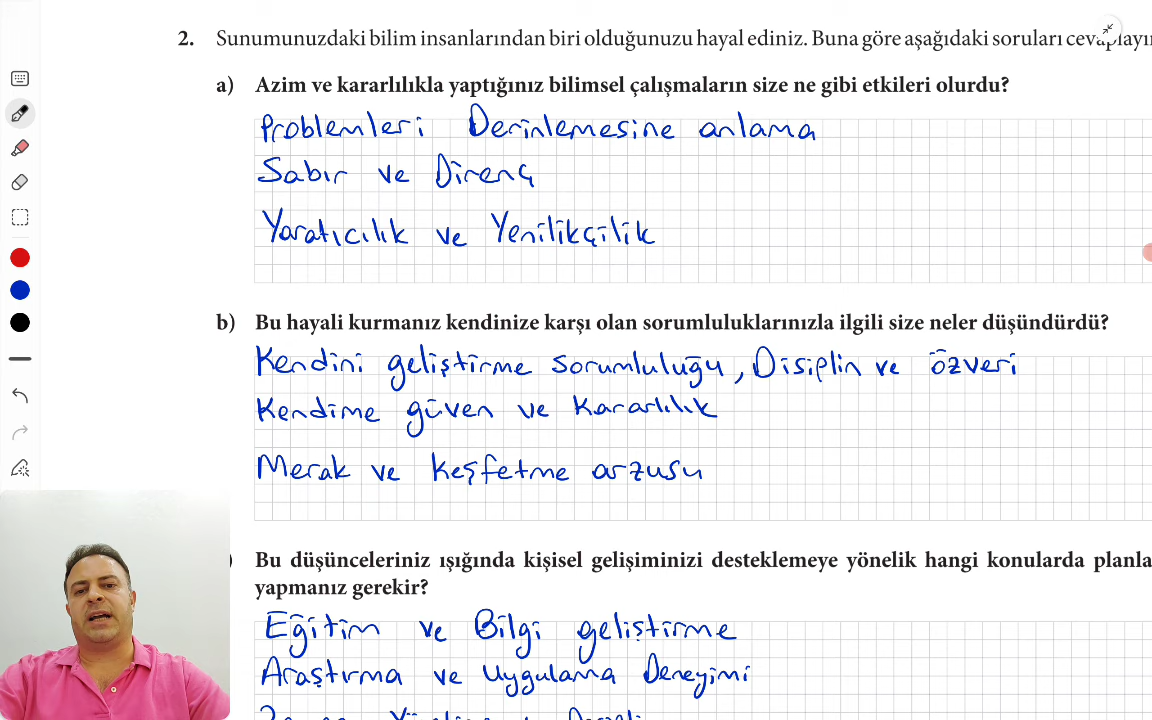 2. Sunumunuzdaki bilim insanlarından biri olduğunuzu hayal ediniz. Buna göre aşağıdaki soruları
a) Azim ve kararlılıkla yaptığınız bilimsel çalışmaların size ne gibi etkileri olurdu?
Problemleri Derinlemesine anlama
Sabır ve Direnç
Yaratıcılık ve Yenilikçilik
b) Bu hayali kurmanız kendinize karşı olan sorumluluklarınızla ilgili size neler düşündürdü?
Kendini geliştirme sorumluluğu, Disiplin ve özveri
Kendime güven ve Kararlılık
Merak ve Keşfetme arzusu
) Bu düşünceleriniz ışığında kişisel gelişiminizi desteklemeye yönelik hangi konularda planla
yapmanız gerekir?
Eğitim ve Bilgi geliştirme
Araştırma ve Uygulama Deneyimi